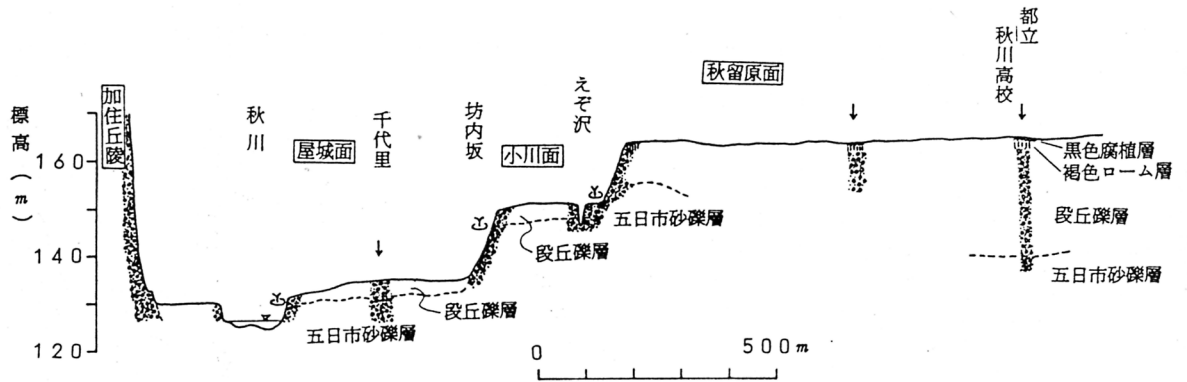 標高(m)
160
140
120
加住丘陵
秋川
屋城面
千代里
坊内坂
小川面
えぞ沢
秋留原面
都立
秋川高校
黒色腐植層
褐色ローム層
段丘礫層
五日市砂礫層
五日市砂礫層
段丘礫層
段丘礫層
五日市砂礫層
0
500m